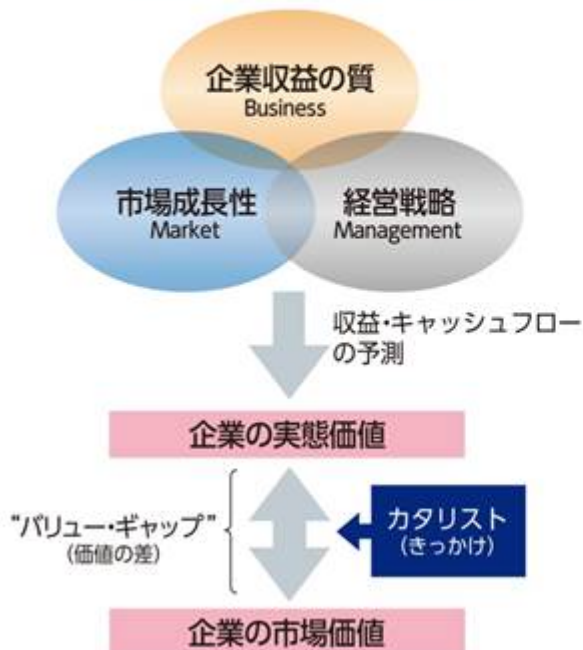 企業収益の質
Business
市場成長性
Market
経営戦略
Management
収益・キャッシュフロー
の予測
企業の実態価値
“バリュー・ギャップ”
(価値の差)
カタリスト
(きっかけ)
企業の市場価値